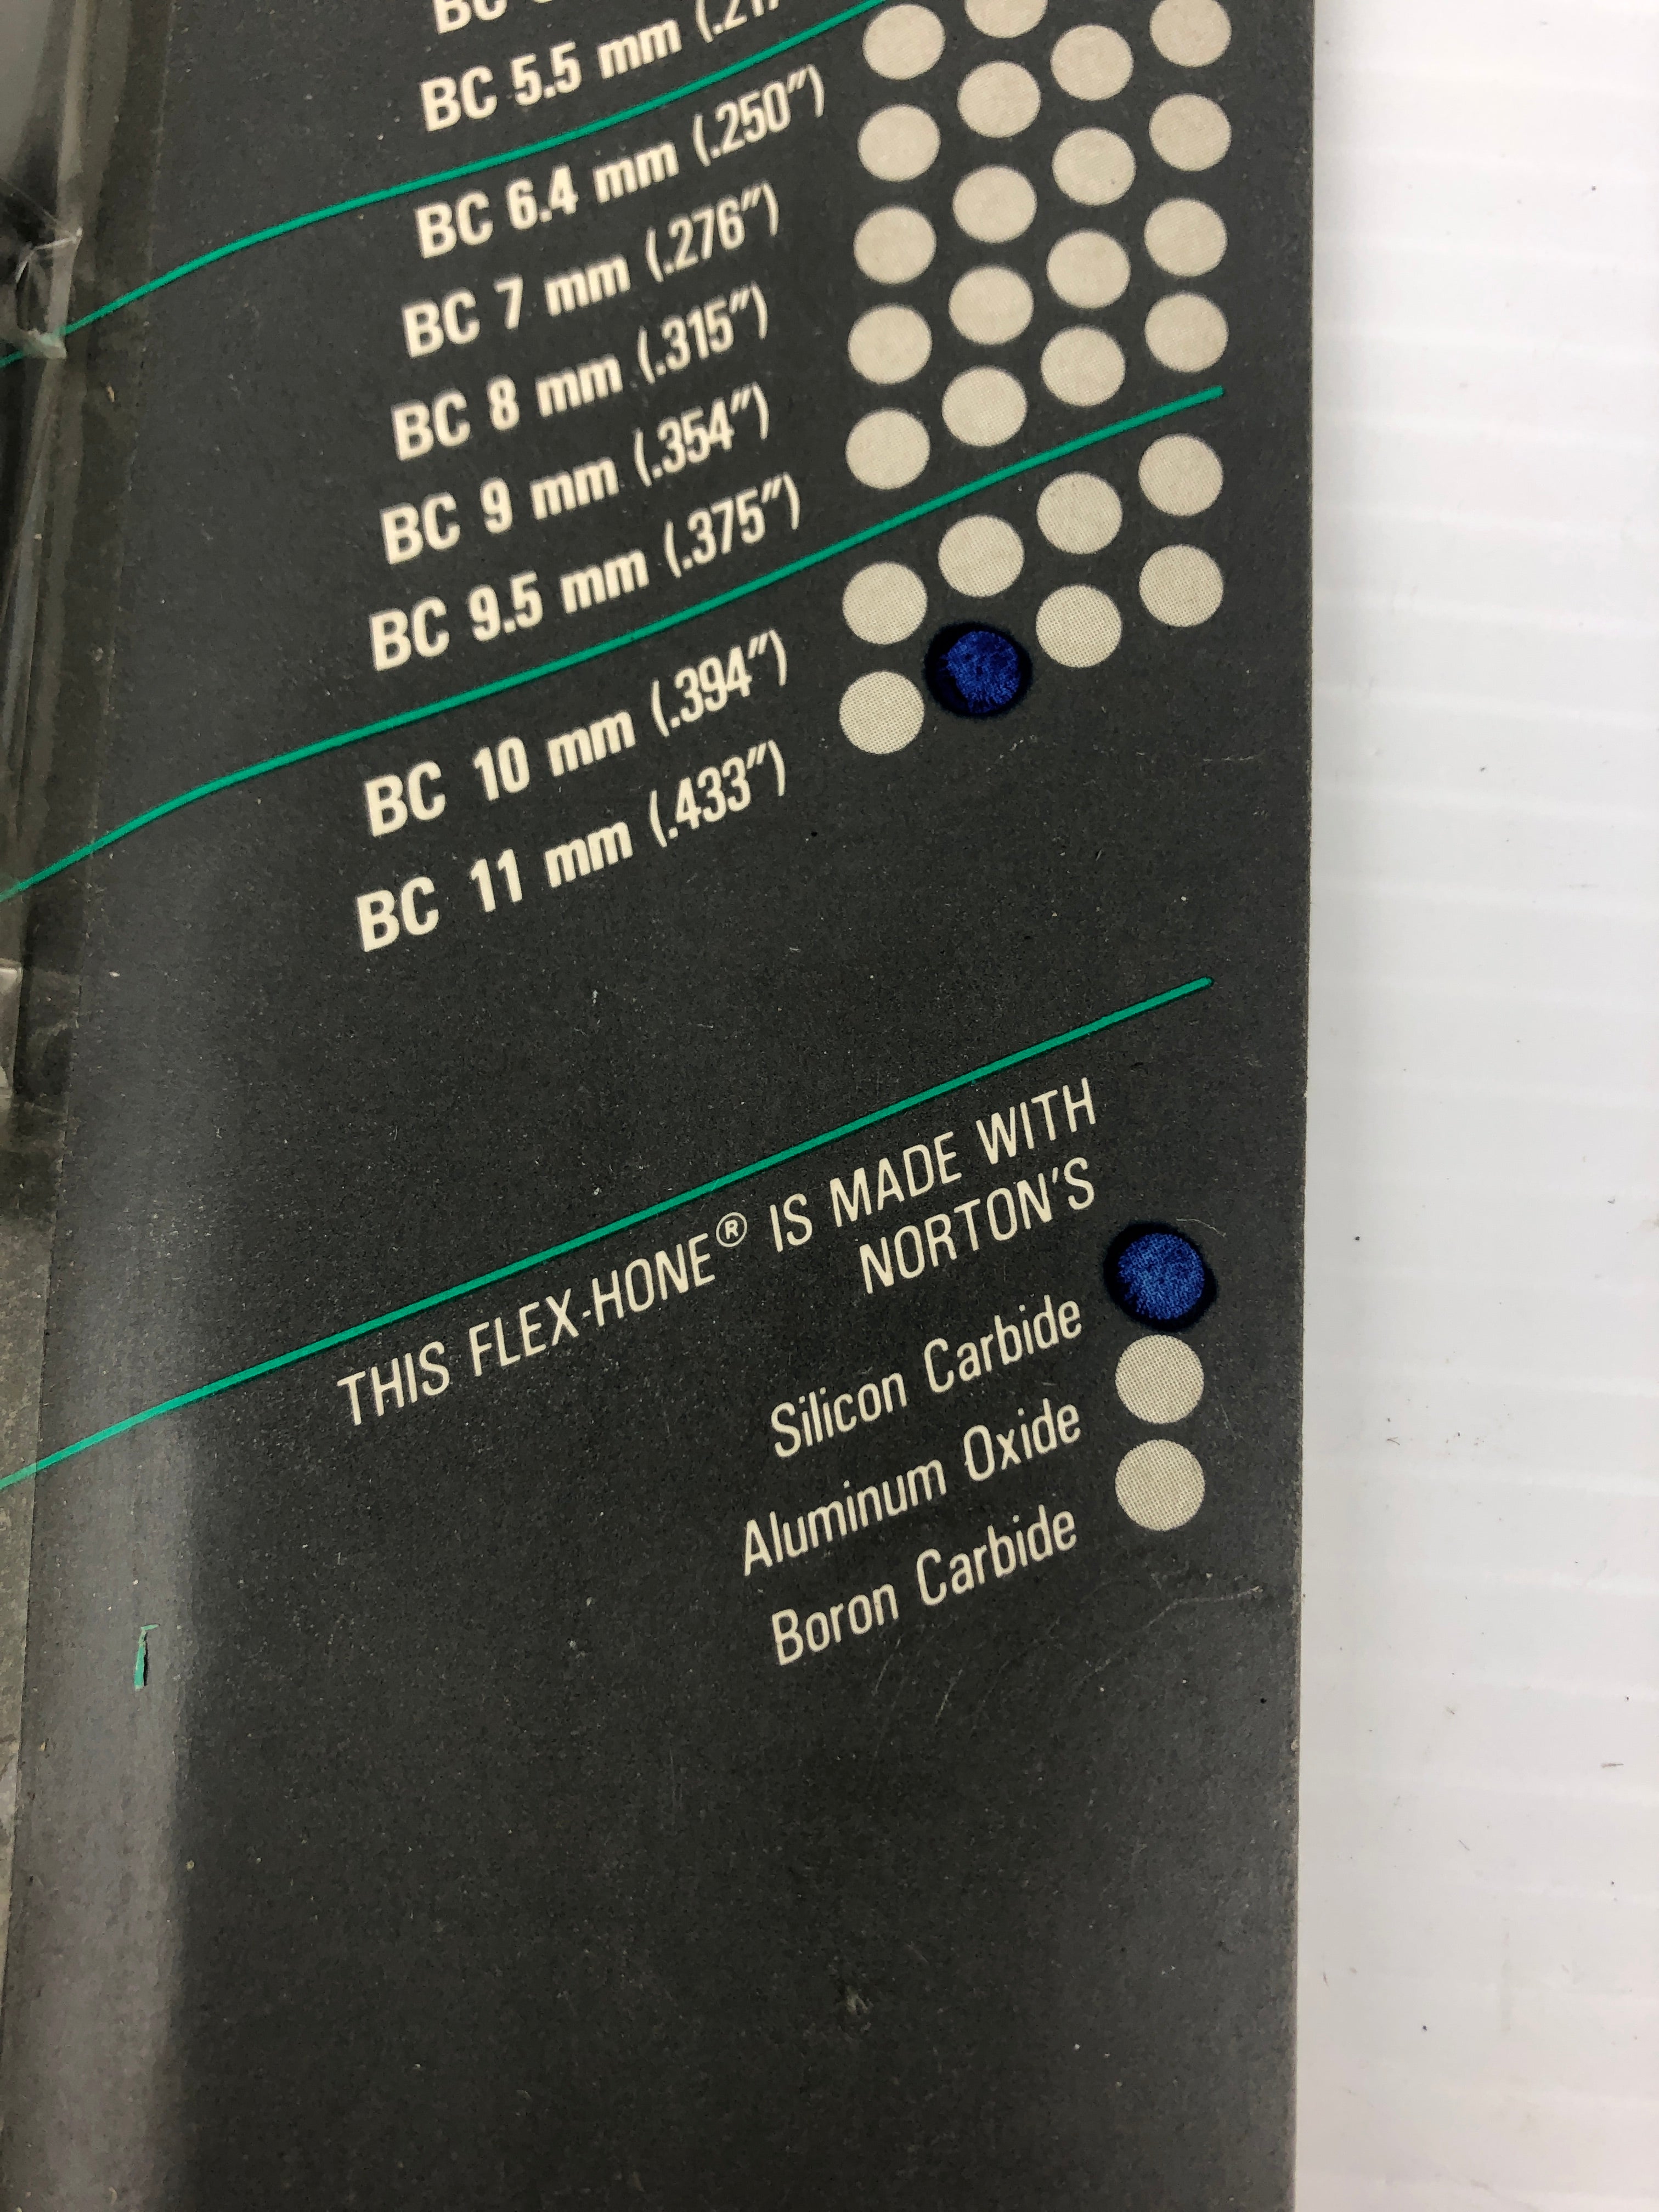 BC
BC 5.5 mm
BC 6.4 mm (.250")
BC 7 mm (.276")
BC 8 mm (.315")
BC 9 mm (.354")
BC 9.5 mm (.375")
BC 10 mm (.394")
BC 11 mm (.433")
THIS FLEX-HONE® IS MADE WITH
NORTON'S
Silicon Carbide
Aluminum Oxide
Boron Carbide